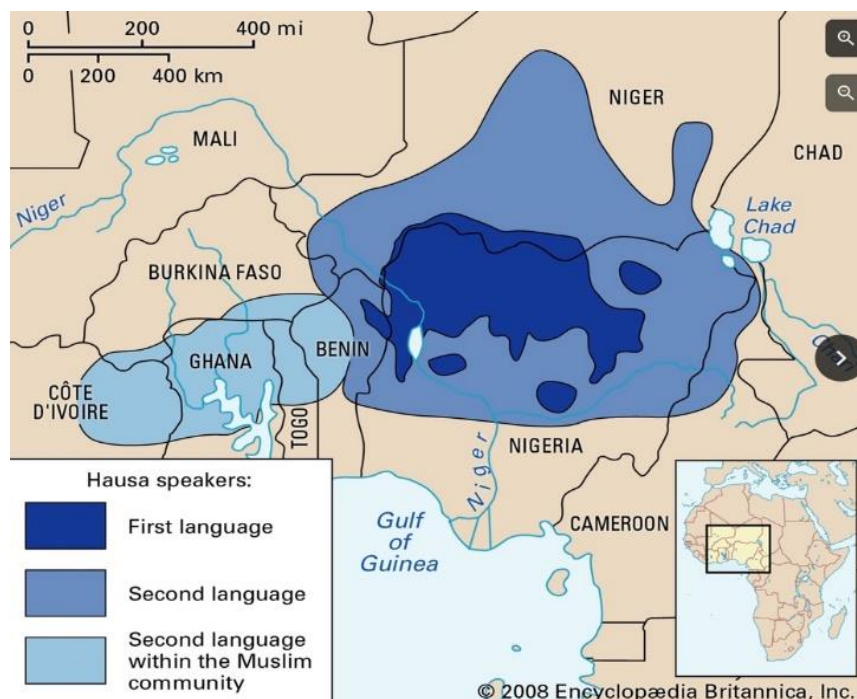 0 200 400 mi
0 200 400 km
NIGER
MALI
CHAD
Niger
Lake
Chad
BURKINA FASO
BENIN
GHANA
CÔTE
D'IVOIRE
TOGO
NIGERIA
Niger
Hausa speakers:
First language
Second language
Second language
within the Muslim
community
Gulf
of
Guinea
CAMEROON
© 2008 Encyclopædia Britannica, Inc.